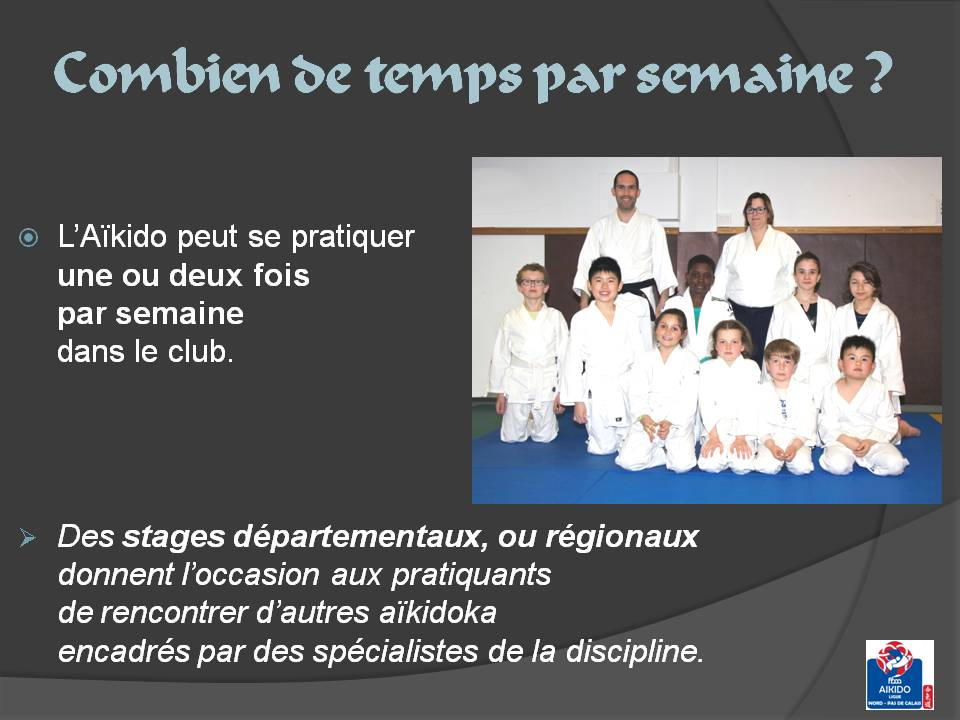 Combien de temps par semaine ?
L’Aïkido peut se pratiquer
une ou deux fois
par semaine
dans le club.
Des stages départementaux, ou régionaux
donnent l’occasion aux pratiquants
de rencontrer d’autres aïkidoka
encadrés par des spécialistes de la discipline.
ffaaa
AIKIDO
LIGUE
NORD - PAS DE CALAIS